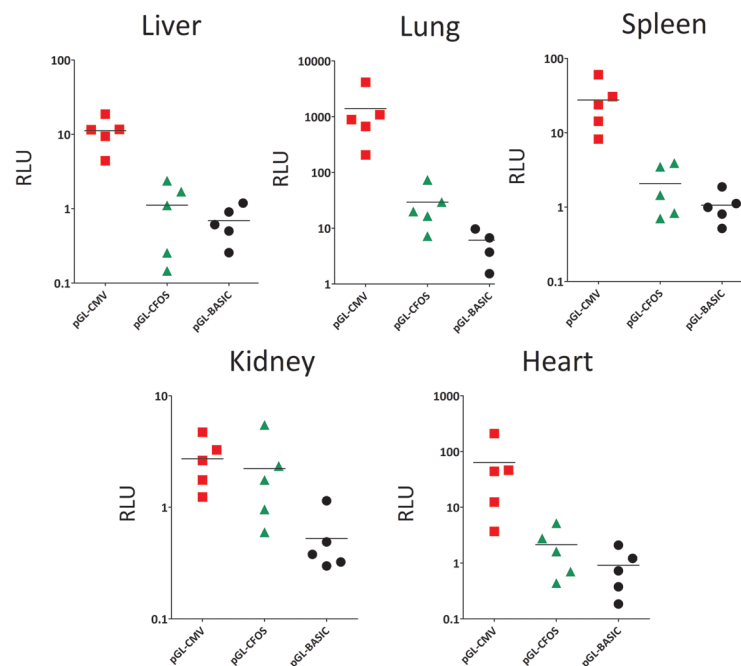 Liver
100
10
1
0.1
RLU
pGL-CMV
pGL-CFOS
pGL-BASIC
Lung
10000
1000
100
10
1
RLU
pGL-CMV
pGL-CFOS
pGL-BASIC
Spleen
100
10
1
0.1
RLU
pGL-CMV
pGL-CFOS
pGL-BASIC
Kidney
10
1
0.1
RLU
pGL-CMV
pGL-CFOS
pGL-BASIC
Heart
1000
100
10
1
0.1
RLU
pGL-CMV
pGL-CFOS
pGL-BASIC